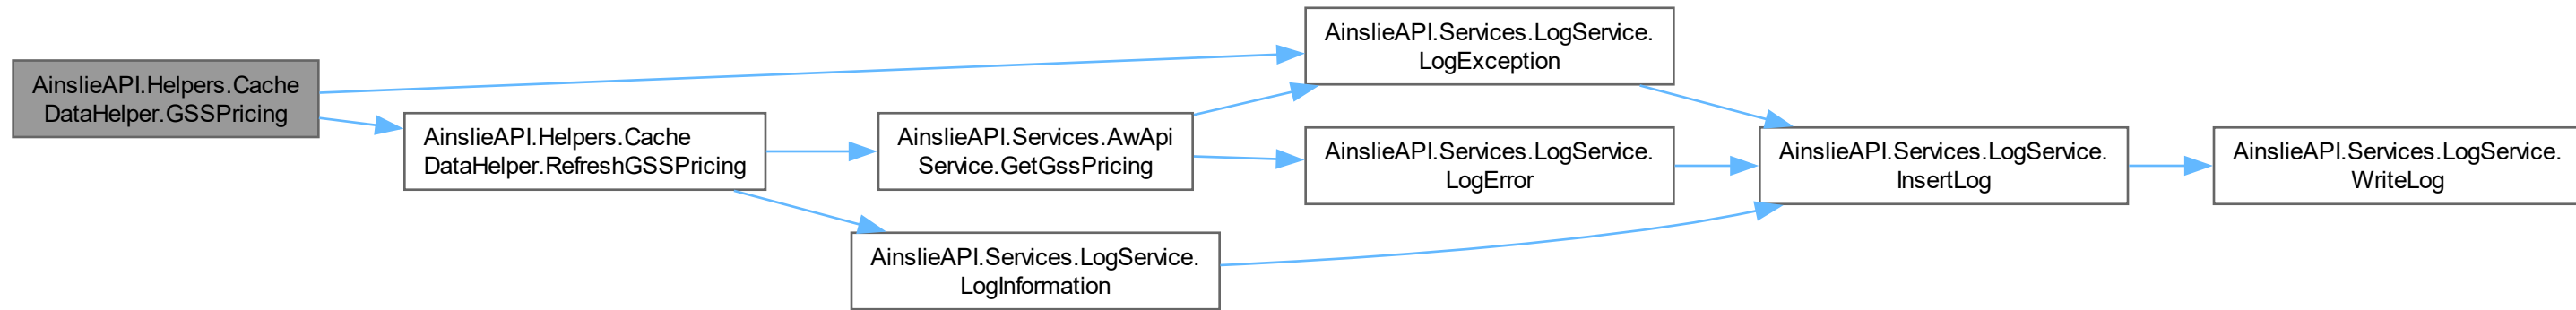 AinslieAPI.Helpers.Cache
DataHelper.GSSPricing
AinslieAPI.Helpers.Cache
DataHelper.RefreshGSSPricing
AinslieAPI.Services.AwApi
Service.GetGssPricing
AinslieAPI.Services.LogService.
LogInformation
AinslieAPI.Services.LogService.
LogException
AinslieAPI.Services.LogService.
LogError
AinslieAPI.Services.LogService.
InsertLog
AinslieAPI.Services.LogService.
WriteLog